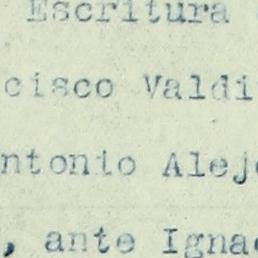 Escritura
cisco Valdi
ntonio Alej
, ante Igna